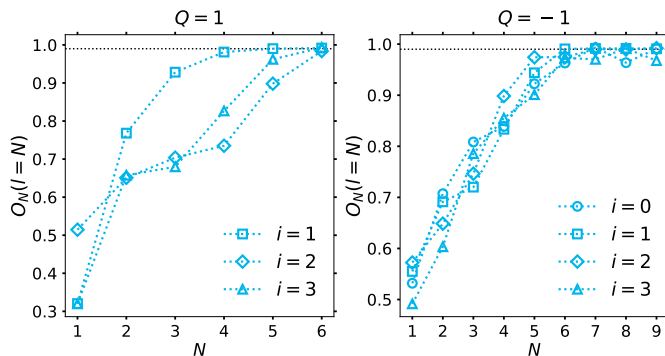 Q = 1
O_N(l = N)
1.0
0.9
0.8
0.7
0.6
0.5
0.4
0.3
i = 1
i = 2
i = 3
1 2 3 4 5 6
N
Q = −1
O_N(l = N)
1.0
0.9
0.8
0.7
0.6
0.5
i = 0
i = 1
i = 2
i = 3
1 2 3 4 5 6 7 8 9
N